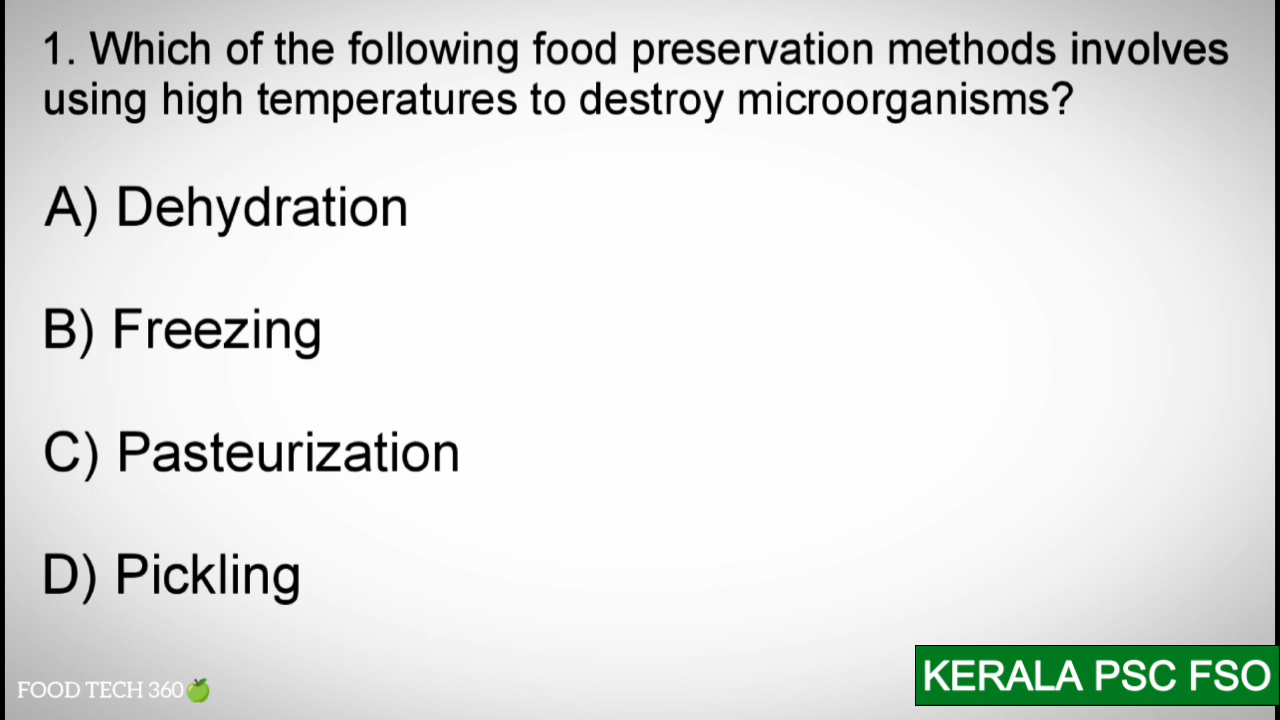 1. Which of the following food preservation methods involves
using high temperatures to destroy microorganisms?
A) Dehydration
B) Freezing
C) Pasteurization
D) Pickling
FOOD TECH 360
KERALA PSC FSO